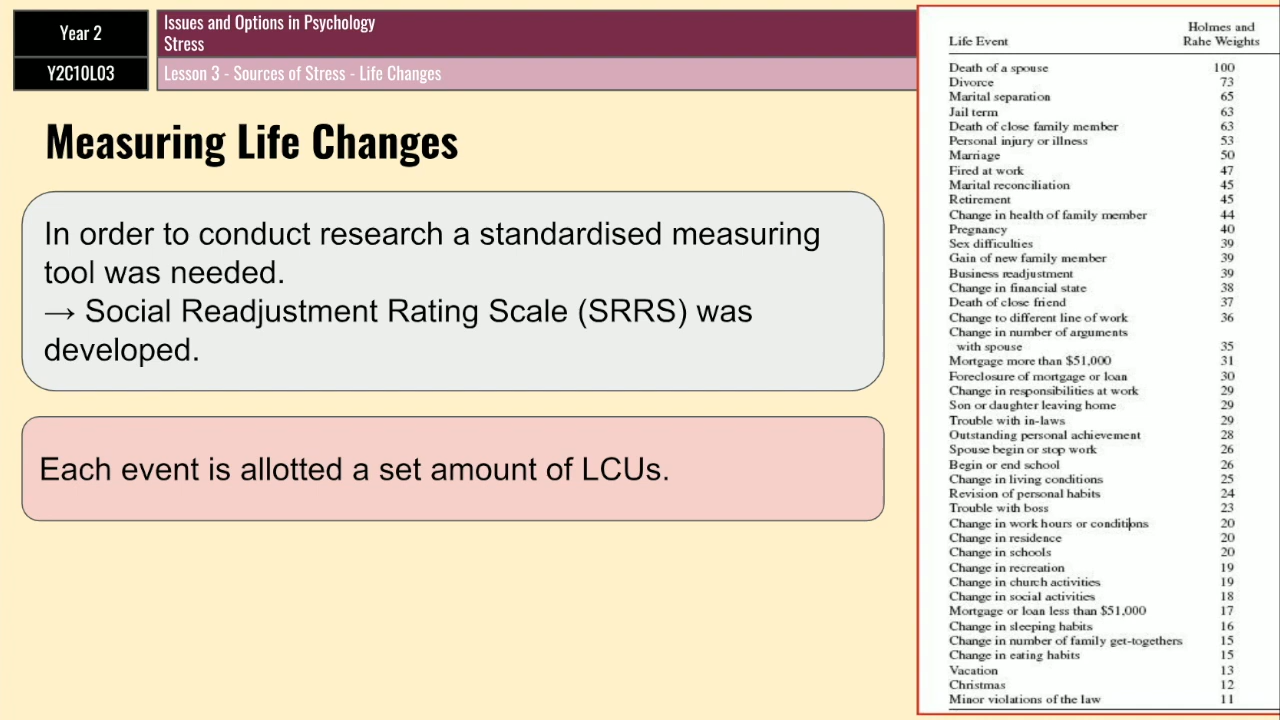 Year 2
Y2C10L03
Issues and Options in Psychology
Stress
Lesson 3 - Sources of Stress - Life Changes
Measuring Life Changes
In order to conduct research a standardised measuring
tool was needed.
→ Social Readjustment Rating Scale (SRRS) was
developed.
Each event is allotted a set amount of LCUs.
Holmes and
Life Event Rahe Weights
Death of a spouse 100
Divorce 73
Marital separation 65
Jail term 63
Death of close family member 63
Personal injury or illness 53
Marriage 50
Fired at work 47
Marital reconciliation 45
Retirement 45
Change in health of family member 44
Pregnancy 40
Sex difficulties 39
Gain of new family member 39
Business readjustment 39
Change in financial state 38
Death of close friend 37
Change to different line of work 36
Change in number of arguments
with spouse 35
Mortgage more than $51,000 31
Foreclosure of mortgage or loan 30
Change in responsibilities at work 29
Son or daughter leaving home 29
Trouble with in-laws 29
Outstanding personal achievement 28
Spouse begin or stop work 26
Begin or end school 26
Change in living conditions 25
Revision of personal habits 24
Trouble with boss 23
Change in work hours or conditions 20
Change in residence 20
Change in schools 20
Change in recreation 19
Change in church activities 19
Change in social activities 18
Mortgage or loan less than $51,000 17
Change in sleeping habits 16
Change in number of family get-togethers 15
Change in eating habits 15
Vacation 13
Christmas 12
Minor violations of the law 11